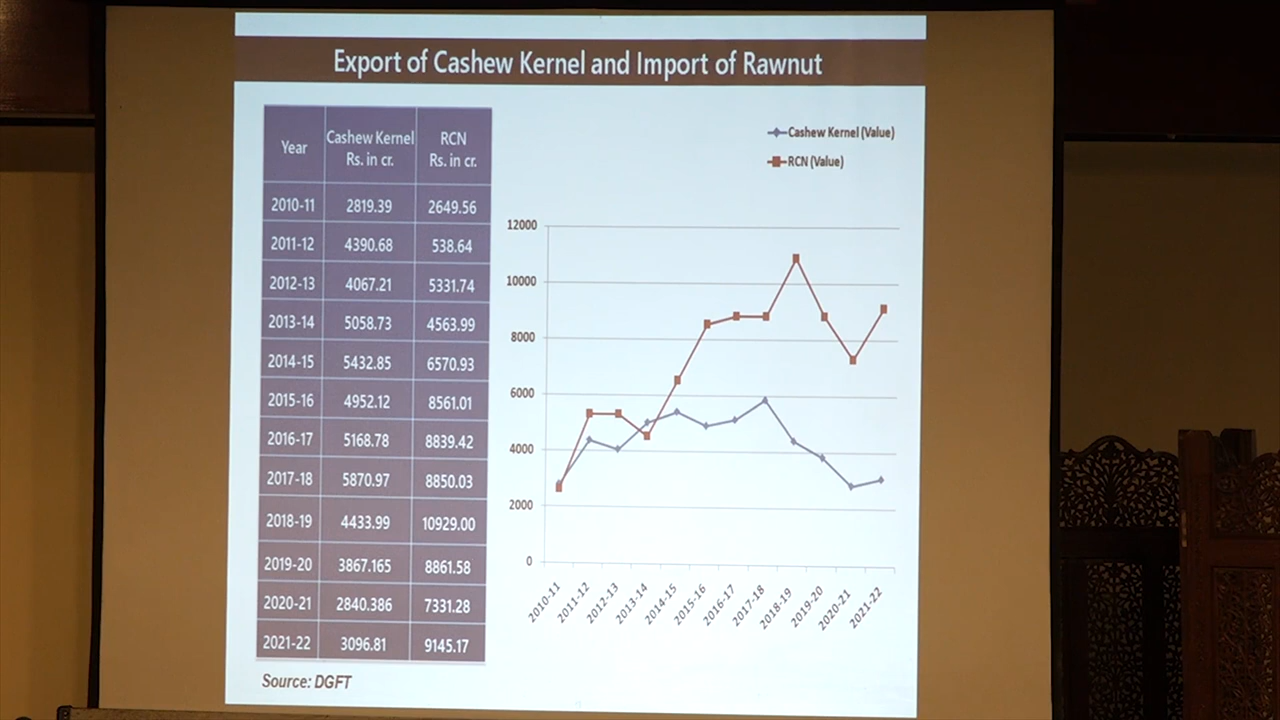 Export of Cashew Kernel and Import of Rawnut
Year Cashew Kernel Rs. in cr. RCN Rs. in cr.
2010-11 2819.39 2649.56
2011-12 4390.68 538.64
2012-13 4067.21 5331.74
2013-14 5058.73 4563.99
2014-15 5432.85 6570.93
2015-16 4952.12 8561.01
2016-17 5168.78 8839.42
2017-18 5870.97 8850.03
2018-19 4433.99 10929.00
2019-20 3867.165 8861.58
2020-21 2840.386 7331.28
2021-22 3096.81 9145.17
Source: DGFT
Cashew Kernel (Value)
RCN (Value)
12000
10000
8000
6000
4000
2000
0
2010-11 2011-12 2012-13 2013-14 2014-15 2015-16 2016-17 2017-18 2018-19 2019-20 2020-21 2021-22